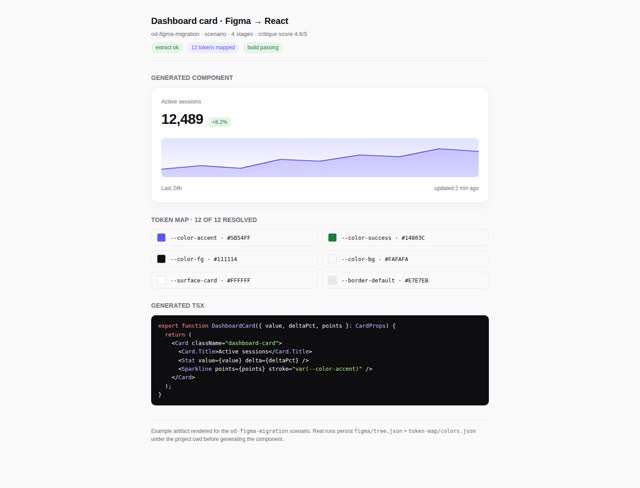 Dashboard card · Figma → React
od-figma-migration · scenario · 4 stages · critique score 4.6/5
extract ok
12 tokens mapped
build passing
GENERATED COMPONENT
Active sessions
12,489
+8.2%
Last 24h
updated 2 min ago
TOKEN MAP · 12 OF 12 RESOLVED
--color-accent · #5B54FF
--color-success · #14803C
--color-fg · #111114
--color-bg · #FAFAFA
--surface-card · #FFFFFF
--border-default · #E7E7EB
GENERATED TSX
export function DashboardCard({ value, deltaPct, points }: CardProps) {
return (
<Card className="dashboard-card">
<Card.Title>Active sessions</Card.Title>
<Stat value={value} delta={deltaPct} />
<Sparkline points={points} stroke="var(--color-accent)" />
</Card>
);
}
Example artifact rendered for the od-figma-migration scenario. Real runs persist figma/tree.json + token-map/colors.json
under the project cwd before generating the component.